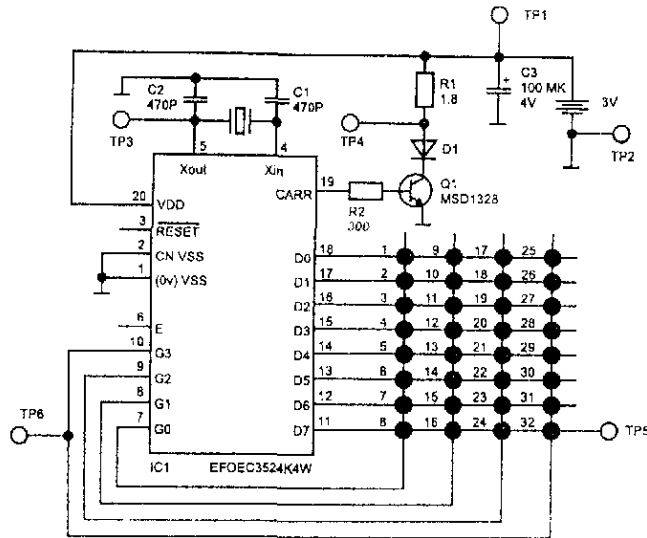 TP1
C2
470P
C1
470P
R1
1.8
C3
+
100 MK
4V
3V
TP3
TP4
TP2
D1
5
4
Xout
Xin
CARR
19
R2
300
Q1
MSD1328
20
VDD
3
RESET
2
CN VSS
1
(0v) VSS
6
E
10
G3
9
G2
8
G1
7
G0
TP6
D0 18 1 9 17 25
D1 17 2 10 18 26
D2 16 3 11 19 27
D3 15 4 12 20 28
D4 14 5 13 21 29
D5 13 6 14 22 30
D6 12 7 15 23 31
D7 11 8 16 24 32
TP5
IC1
EFOEC3524K4W